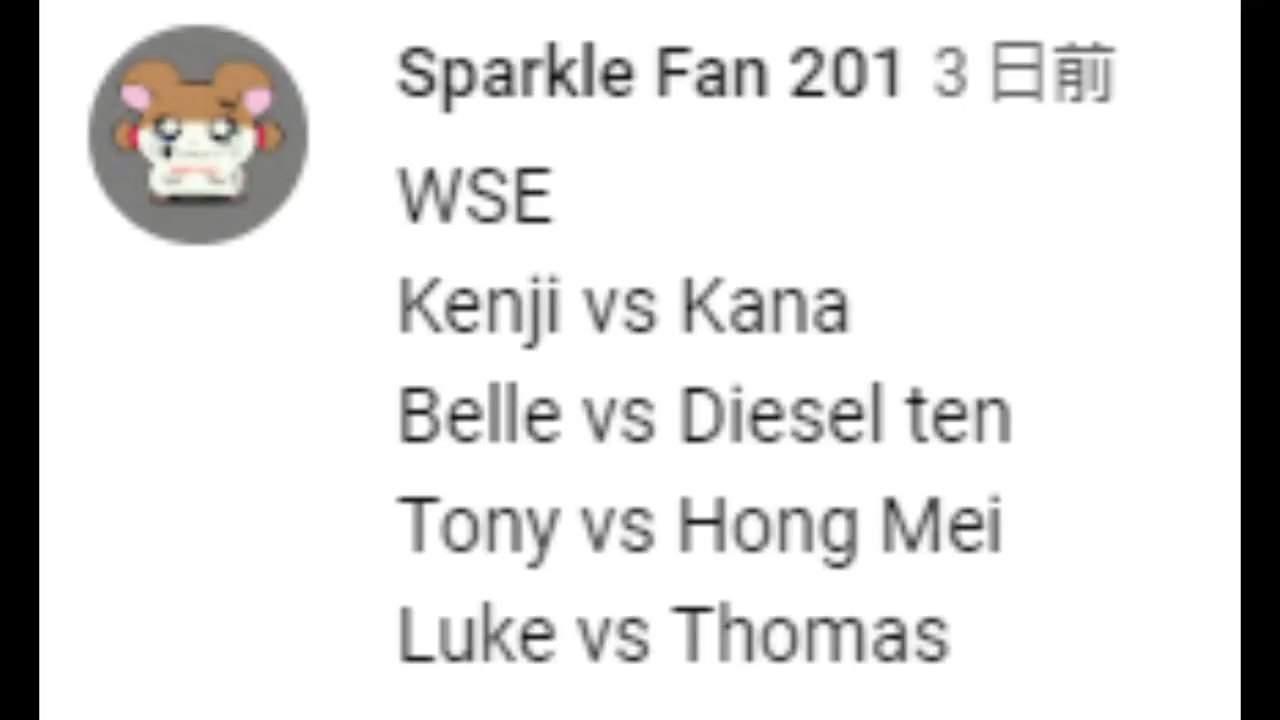 Sparkle Fan 201 3 日前
WSE
Kenji vs Kana
Belle vs Diesel ten
Tony vs Hong Mei
Luke vs Thomas